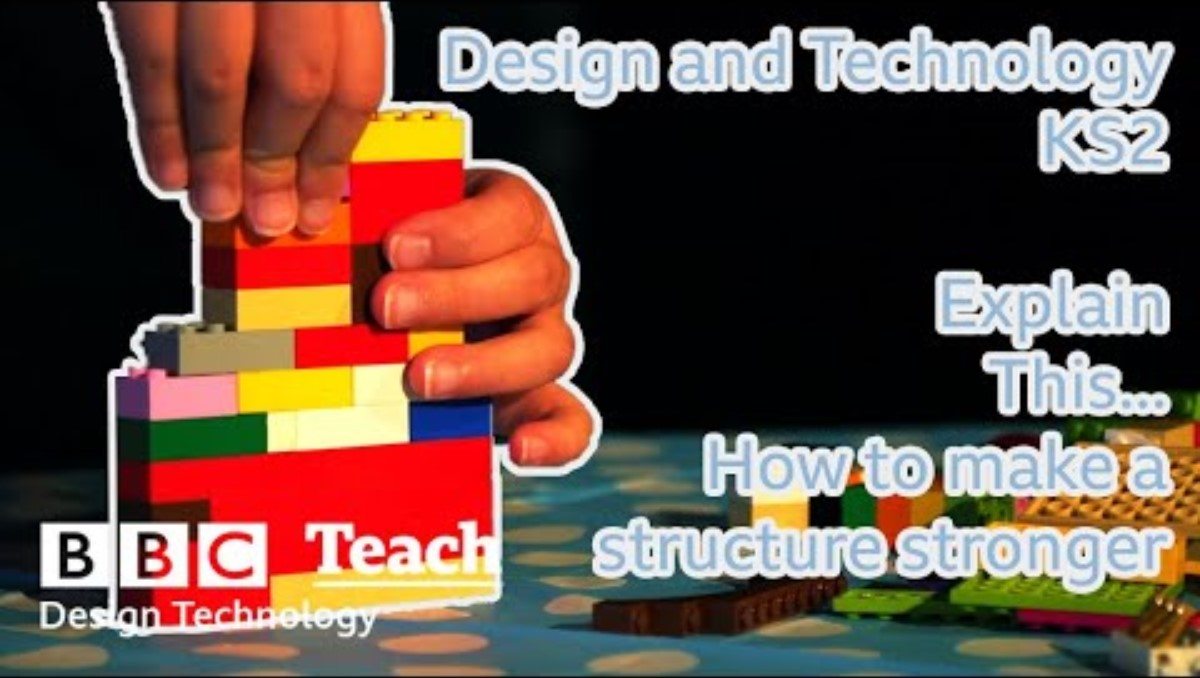 Design and Technology
KS2
Explain
This...
How to make a
structure stronger
BBC Teach
Design Technology